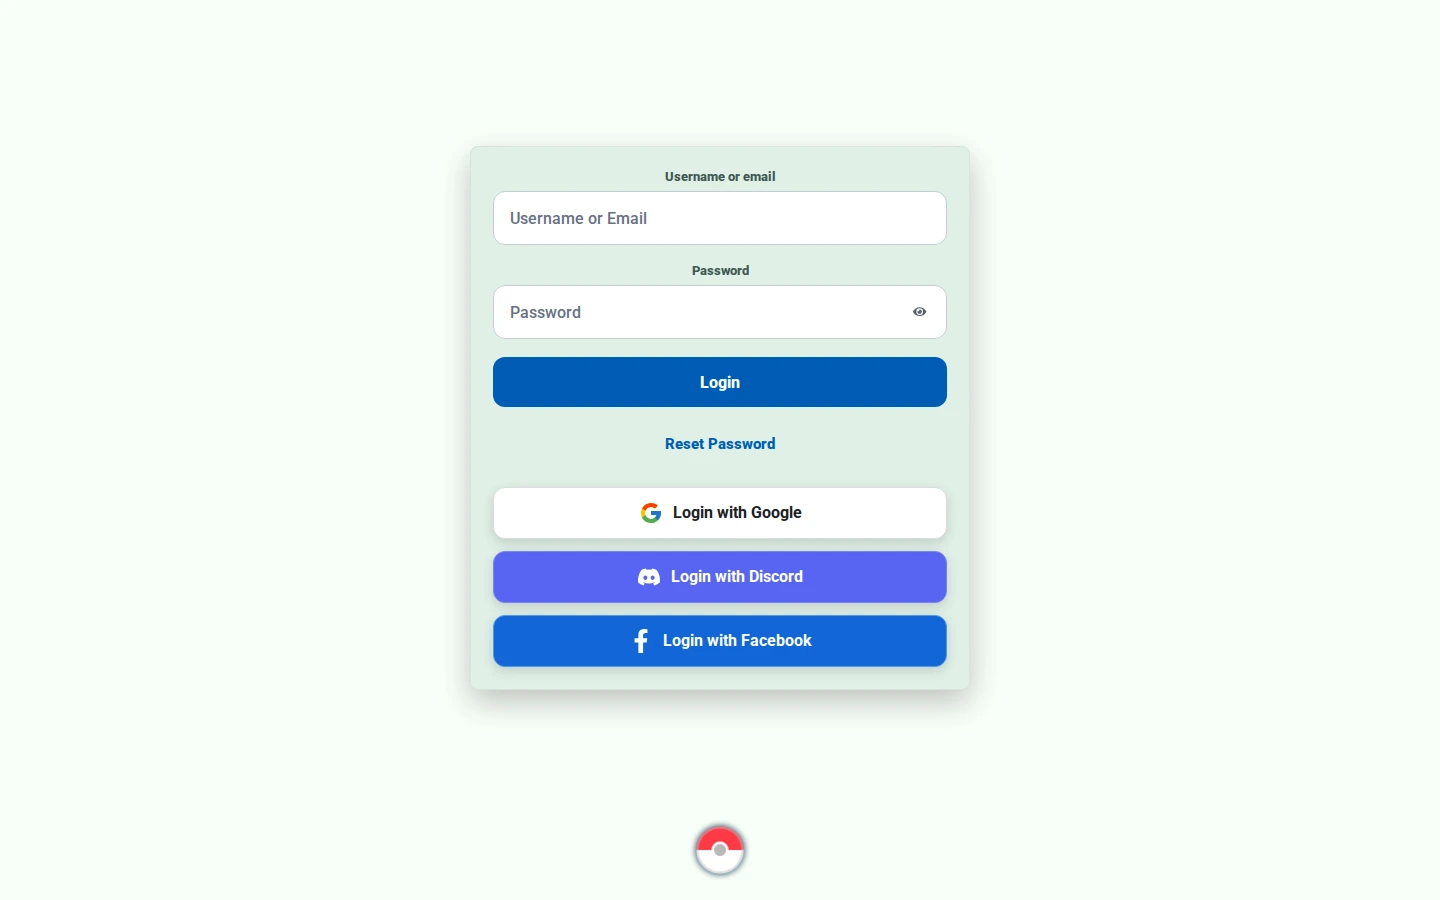 Username or email
Username or Email
Password
Password
Login
Reset Password
Login with Google
Login with Discord
Login with Facebook